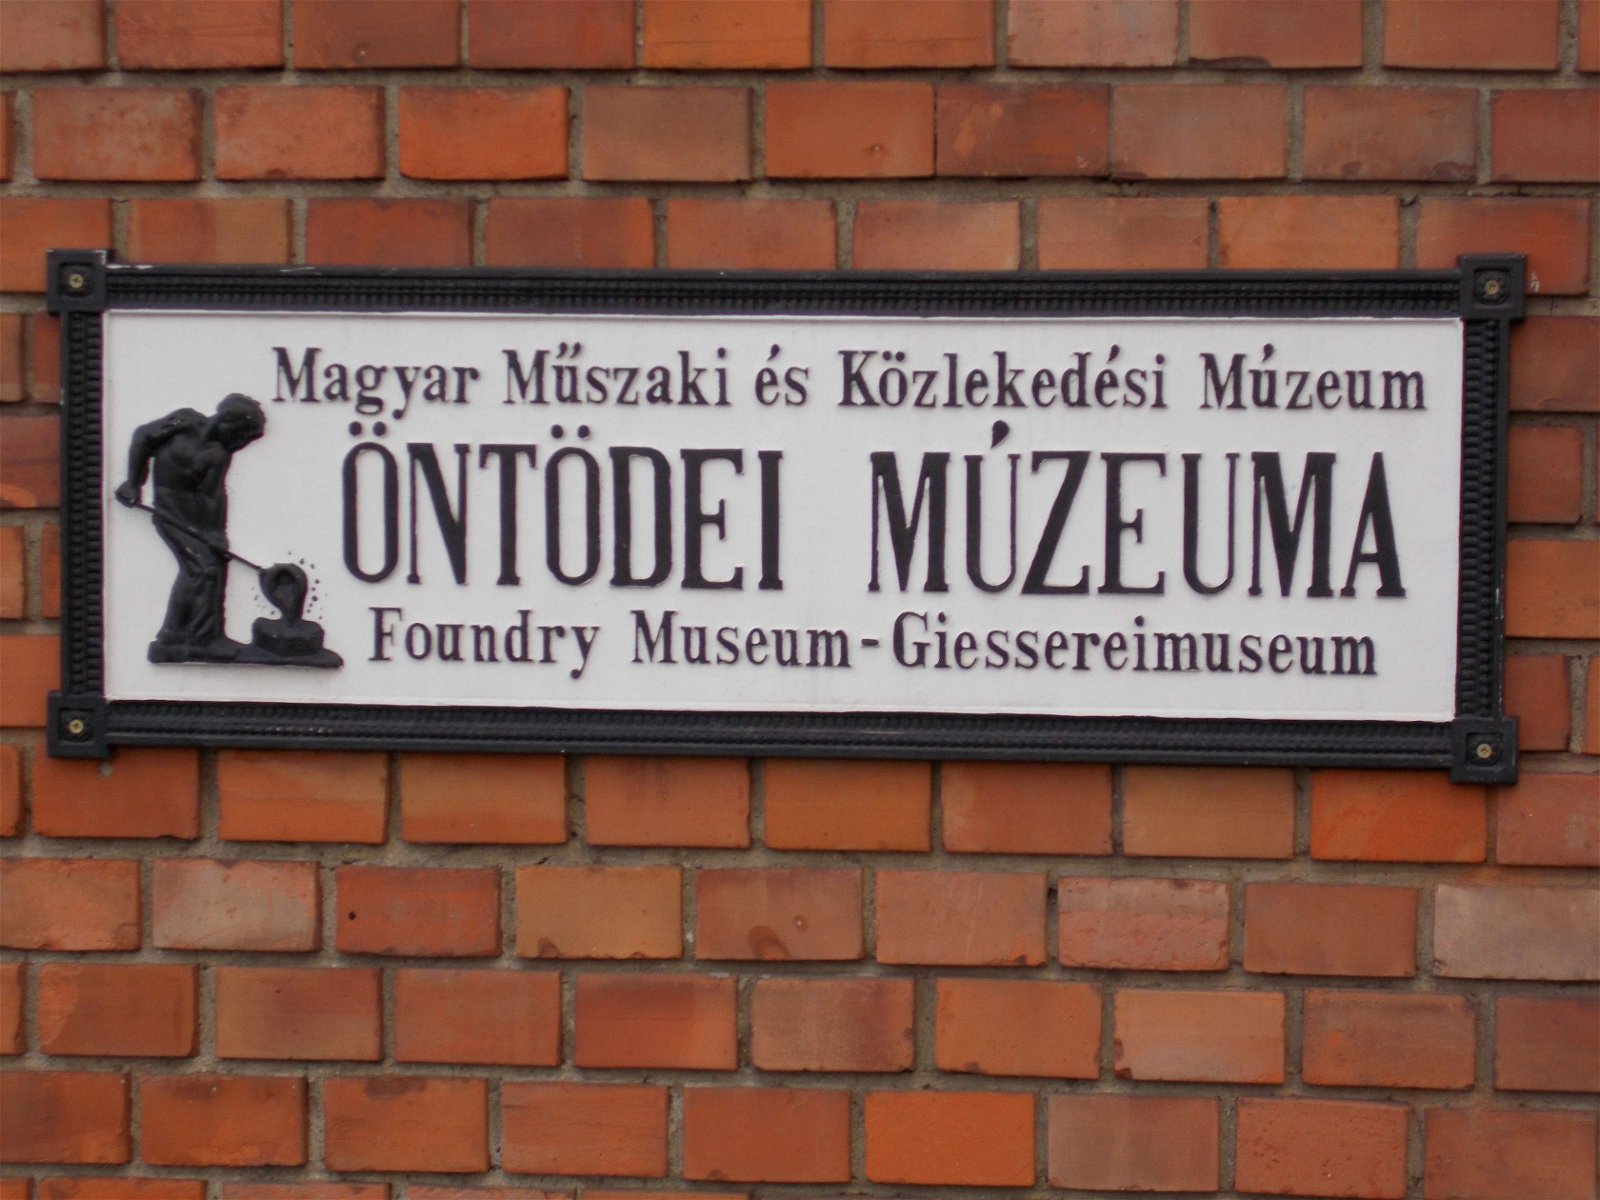 Magyar Műszaki és Közlekedési Múzeum
ÖNTÖDEI MÚZEUMA
Foundry Museum-Giessereimuseum